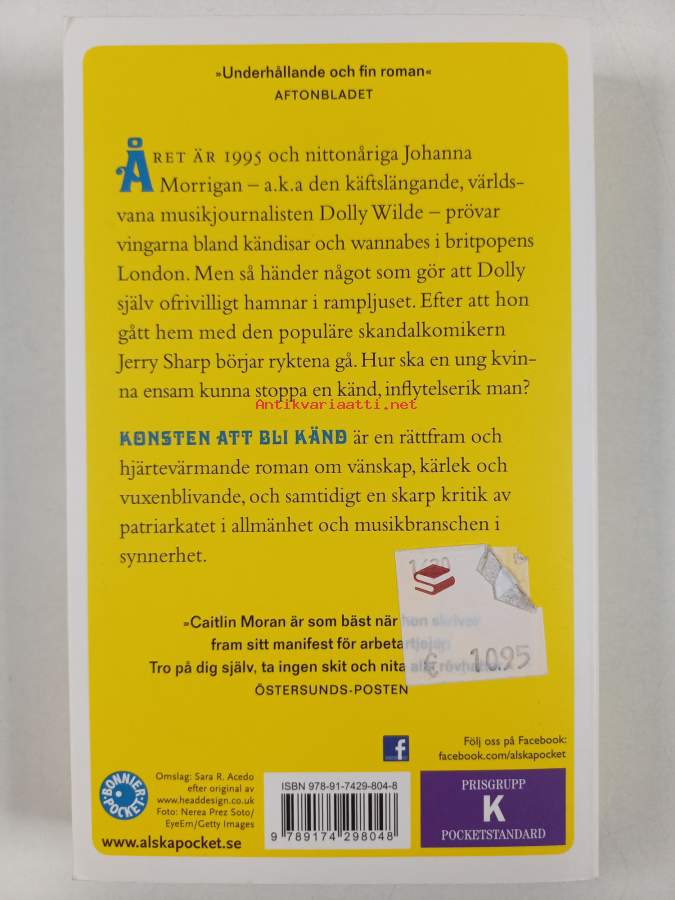 »Underhållande och fin roman«
AFTONBLADET
ÅRET ÄR 1995 och nittonåriga Johanna
Morrigan – a.k.a den käftslängande, världs-
vana musikjournalisten Dolly Wilde – prövar
vingarna bland kändisar och wannabes i britpopens
London. Men så händer något som gör att Dolly
själv ofrivilligt hamnar i rampljuset. Efter att hon
gått hem med den populäre skandalkomikern
Jerry Sharp börjar ryktena gå. Hur ska en ung kvin-
na ensam kunna stoppa en känd, inflytelserik man?
Antikvariaatti.net
KONSTEN ATT BLI KÄND är en rättfram och
hjärtevärmande roman om vänskap, kärlek och
vuxenblivande, och samtidigt en skarp kritik av
patriarkatet i allmänhet och musikbranschen i
synnerhet.
»Caitlin Moran är som bäst när hon skriver
fram sitt manifest för arbetartjejen
Tro på dig själv, ta ingen skit och nita alla
ÖSTERSUNDS-POSTEN
€ 10.95
Följ oss på Facebook:
facebook.com/alskapocket
BONNIER POCKET
Omslag: Sara R. Acedo
efter original av
www.headdesign.co.uk
Foto: Nerea Prez Soto/
EyeEm/Getty Images
www.alskapocket.se
ISBN 978-91-7429-804-8
9 789174 298048
PRISGRUPP
K
POCKETSTANDARD